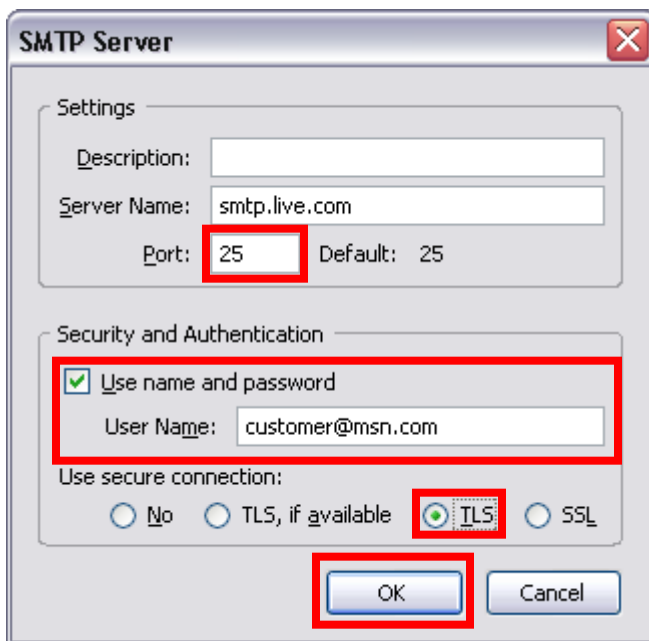 SMTP Server
Settings
Description:
Server Name: smtp.live.com
Port: 25 Default: 25
Security and Authentication
Use name and password
User Name: customer@msn.com
Use secure connection:
No TLS, if available TLS SSL
OK Cancel